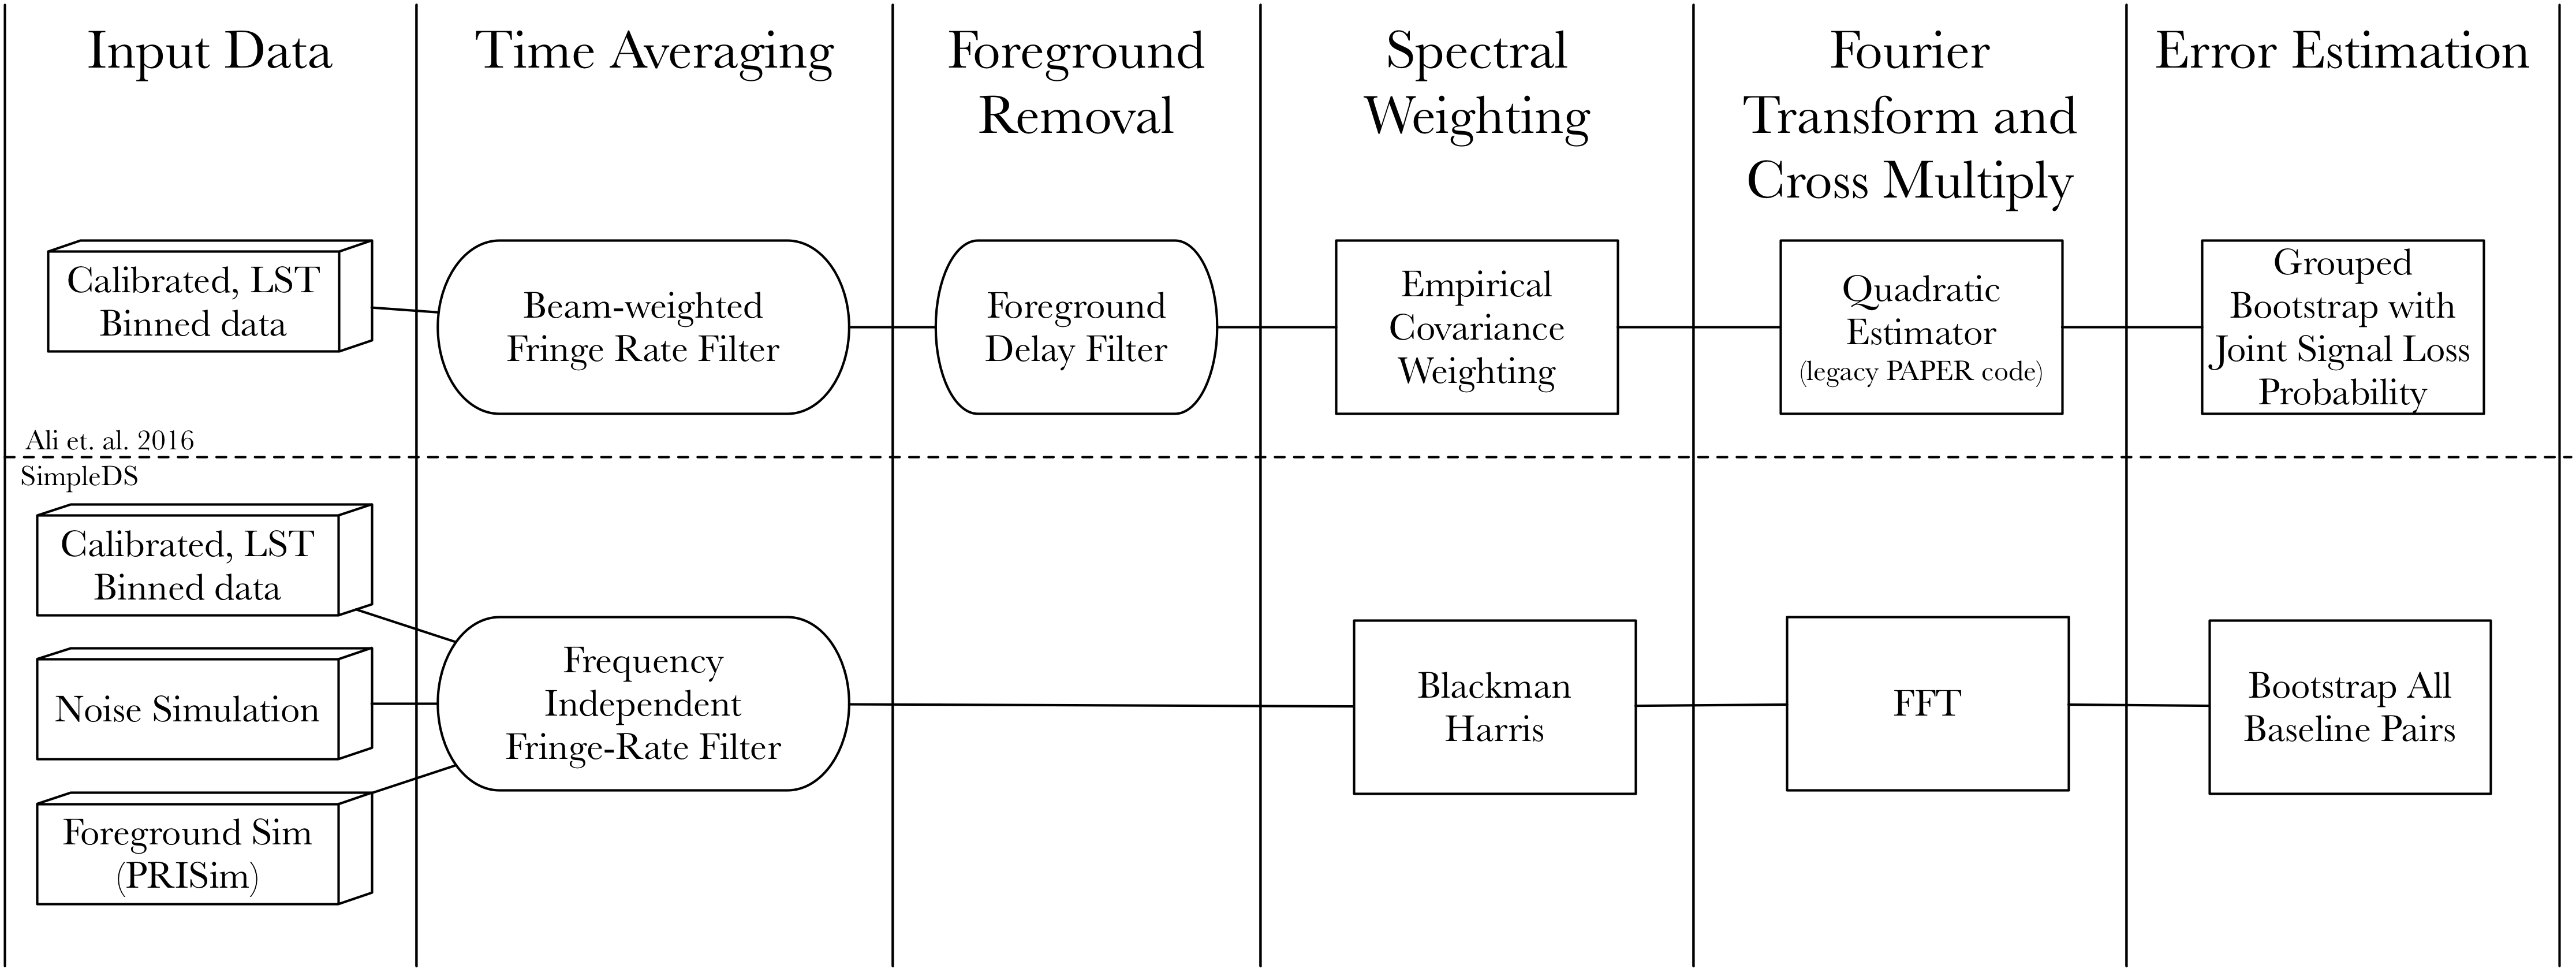 Input Data
Time Averaging
Foreground
Removal
Spectral
Weighting
Fourier
Transform and
Cross Multiply
Error Estimation
Calibrated, LST
Binned data
Beam-weighted
Fringe Rate Filter
Foreground
Delay Filter
Empirical
Covariance
Weighting
Quadratic
Estimator
(legacy PAPER code)
Grouped
Bootstrap with
Joint Signal Loss
Probability
Ali et. al. 2016
SimpleDS
Calibrated, LST
Binned data
Noise Simulation
Foreground Sim
(PRISim)
Frequency
Independent
Fringe-Rate Filter
Blackman
Harris
FFT
Bootstrap All
Baseline Pairs